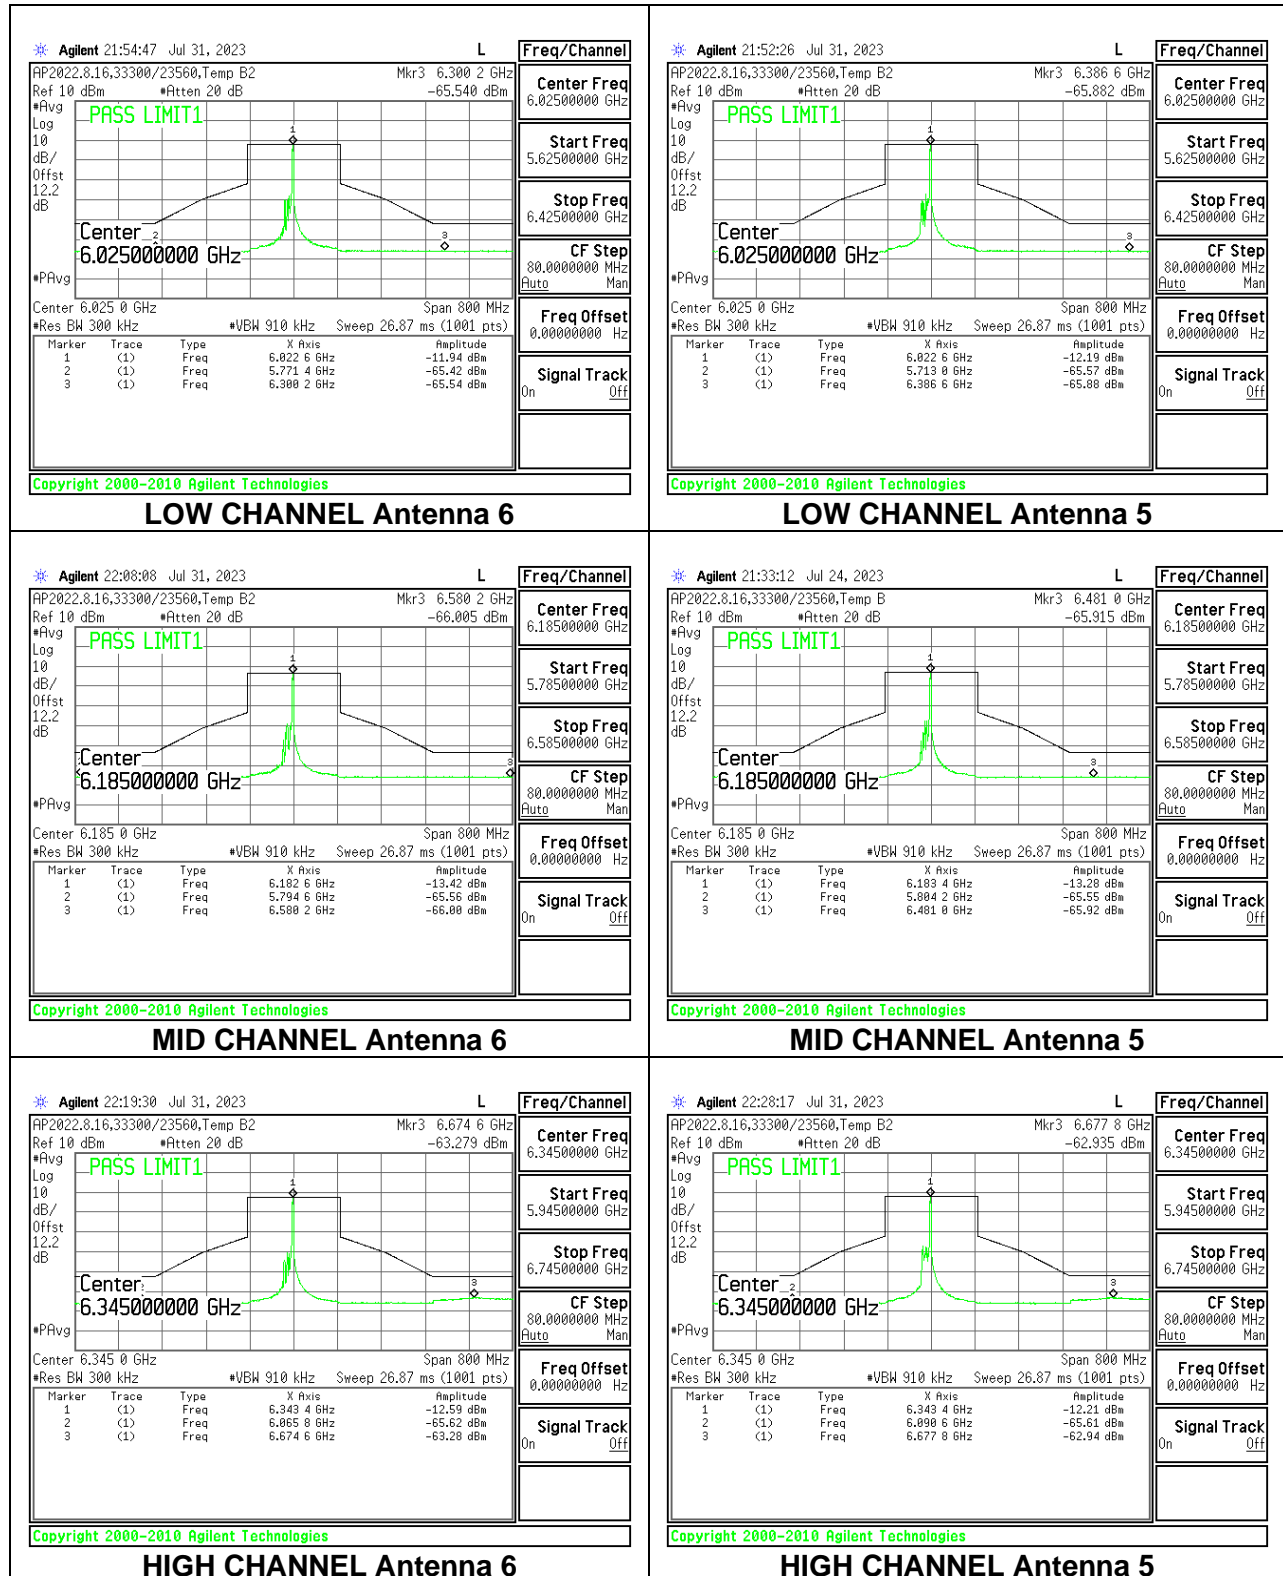 Agilent 21:54:47 Jul 31, 2023 L Freq/Channel
AP2022.8.16,33300/23560,Temp B2 Mkr3 6.300 2 GHz
Ref 10 dBm #Atten 20 dB -65.540 dBm
#Avg
Log
10
dB/
Offst
12.2
dB
#PAvg
PASS LIMIT1
1
2
3
Center
6.025000000 GHz
Center 6.025 0 GHz Span 800 MHz
#Res BW 300 kHz #VBW 910 kHz Sweep 26.87 ms (1001 pts)
Marker Trace Type X Axis Amplitude
1 (1) Freq 6.022 6 GHz -11.94 dBm
2 (1) Freq 5.771 4 GHz -65.42 dBm
3 (1) Freq 6.300 2 GHz -65.54 dBm
Center Freq
6.02500000 GHz
Start Freq
5.62500000 GHz
Stop Freq
6.42500000 GHz
CF Step
80.0000000 MHz
Auto Man
Freq Offset
0.00000000 Hz
Signal Track
On Off
Copyright 2000-2010 Agilent Technologies
LOW CHANNEL Antenna 6
Agilent 21:52:26 Jul 31, 2023 L Freq/Channel
AP2022.8.16,33300/23560,Temp B2 Mkr3 6.386 6 GHz
Ref 10 dBm #Atten 20 dB -65.882 dBm
#Avg
Log
10
dB/
Offst
12.2
dB
#PAvg
PASS LIMIT1
1
3
Center
6.025000000 GHz
Center 6.025 0 GHz Span 800 MHz
#Res BW 300 kHz #VBW 910 kHz Sweep 26.87 ms (1001 pts)
Marker Trace Type X Axis Amplitude
1 (1) Freq 6.022 6 GHz -12.19 dBm
2 (1) Freq 5.713 0 GHz -65.57 dBm
3 (1) Freq 6.386 6 GHz -65.88 dBm
Center Freq
6.02500000 GHz
Start Freq
5.62500000 GHz
Stop Freq
6.42500000 GHz
CF Step
80.0000000 MHz
Auto Man
Freq Offset
0.00000000 Hz
Signal Track
On Off
Copyright 2000-2010 Agilent Technologies
LOW CHANNEL Antenna 5
Agilent 22:08:08 Jul 31, 2023 L Freq/Channel
AP2022.8.16,33300/23560,Temp B2 Mkr3 6.580 2 GHz
Ref 10 dBm #Atten 20 dB -66.005 dBm
#Avg
Log
10
dB/
Offst
12.2
dB
#PAvg
PASS LIMIT1
1
3
Center
6.185000000 GHz
Center 6.185 0 GHz Span 800 MHz
#Res BW 300 kHz #VBW 910 kHz Sweep 26.87 ms (1001 pts)
Marker Trace Type X Axis Amplitude
1 (1) Freq 6.182 6 GHz -13.42 dBm
2 (1) Freq 5.794 6 GHz -65.56 dBm
3 (1) Freq 6.580 2 GHz -66.00 dBm
Center Freq
6.18500000 GHz
Start Freq
5.78500000 GHz
Stop Freq
6.58500000 GHz
CF Step
80.0000000 MHz
Auto Man
Freq Offset
0.00000000 Hz
Signal Track
On Off
Copyright 2000-2010 Agilent Technologies
MID CHANNEL Antenna 6
Agilent 21:33:12 Jul 24, 2023 L Freq/Channel
AP2022.8.16,33300/23560,Temp B Mkr3 6.481 0 GHz
Ref 10 dBm #Atten 20 dB -65.915 dBm
#Avg
Log
10
dB/
Offst
12.2
dB
#PAvg
PASS LIMIT1
1
3
Center
6.185000000 GHz
Center 6.185 0 GHz Span 800 MHz
#Res BW 300 kHz #VBW 910 kHz Sweep 26.87 ms (1001 pts)
Marker Trace Type X Axis Amplitude
1 (1) Freq 6.183 4 GHz -13.28 dBm
2 (1) Freq 5.804 2 GHz -65.55 dBm
3 (1) Freq 6.481 0 GHz -65.92 dBm
Center Freq
6.18500000 GHz
Start Freq
5.78500000 GHz
Stop Freq
6.58500000 GHz
CF Step
80.0000000 MHz
Auto Man
Freq Offset
0.00000000 Hz
Signal Track
On Off
Copyright 2000-2010 Agilent Technologies
MID CHANNEL Antenna 5
Agilent 22:19:30 Jul 31, 2023 L Freq/Channel
AP2022.8.16,33300/23560,Temp B2 Mkr3 6.674 6 GHz
Ref 10 dBm #Atten 20 dB -63.279 dBm
#Avg
Log
10
dB/
Offst
12.2
dB
#PAvg
PASS LIMIT1
1
3
Center
6.345000000 GHz
Center 6.345 0 GHz Span 800 MHz
#Res BW 300 kHz #VBW 910 kHz Sweep 26.87 ms (1001 pts)
Marker Trace Type X Axis Amplitude
1 (1) Freq 6.343 4 GHz -12.59 dBm
2 (1) Freq 6.065 8 GHz -65.62 dBm
3 (1) Freq 6.674 6 GHz -63.28 dBm
Center Freq
6.34500000 GHz
Start Freq
5.94500000 GHz
Stop Freq
6.74500000 GHz
CF Step
80.0000000 MHz
Auto Man
Freq Offset
0.00000000 Hz
Signal Track
On Off
Copyright 2000-2010 Agilent Technologies
HIGH CHANNEL Antenna 6
Agilent 22:28:17 Jul 31, 2023 L Freq/Channel
AP2022.8.16,33300/23560,Temp B2 Mkr3 6.677 8 GHz
Ref 10 dBm #Atten 20 dB -62.935 dBm
#Avg
Log
10
dB/
Offst
12.2
dB
#PAvg
PASS LIMIT1
1
2
3
Center
6.345000000 GHz
Center 6.345 0 GHz Span 800 MHz
#Res BW 300 kHz #VBW 910 kHz Sweep 26.87 ms (1001 pts)
Marker Trace Type X Axis Amplitude
1 (1) Freq 6.343 4 GHz -12.21 dBm
2 (1) Freq 6.090 6 GHz -65.61 dBm
3 (1) Freq 6.677 8 GHz -62.94 dBm
Center Freq
6.34500000 GHz
Start Freq
5.94500000 GHz
Stop Freq
6.74500000 GHz
CF Step
80.0000000 MHz
Auto Man
Freq Offset
0.00000000 Hz
Signal Track
On Off
Copyright 2000-2010 Agilent Technologies
HIGH CHANNEL Antenna 5